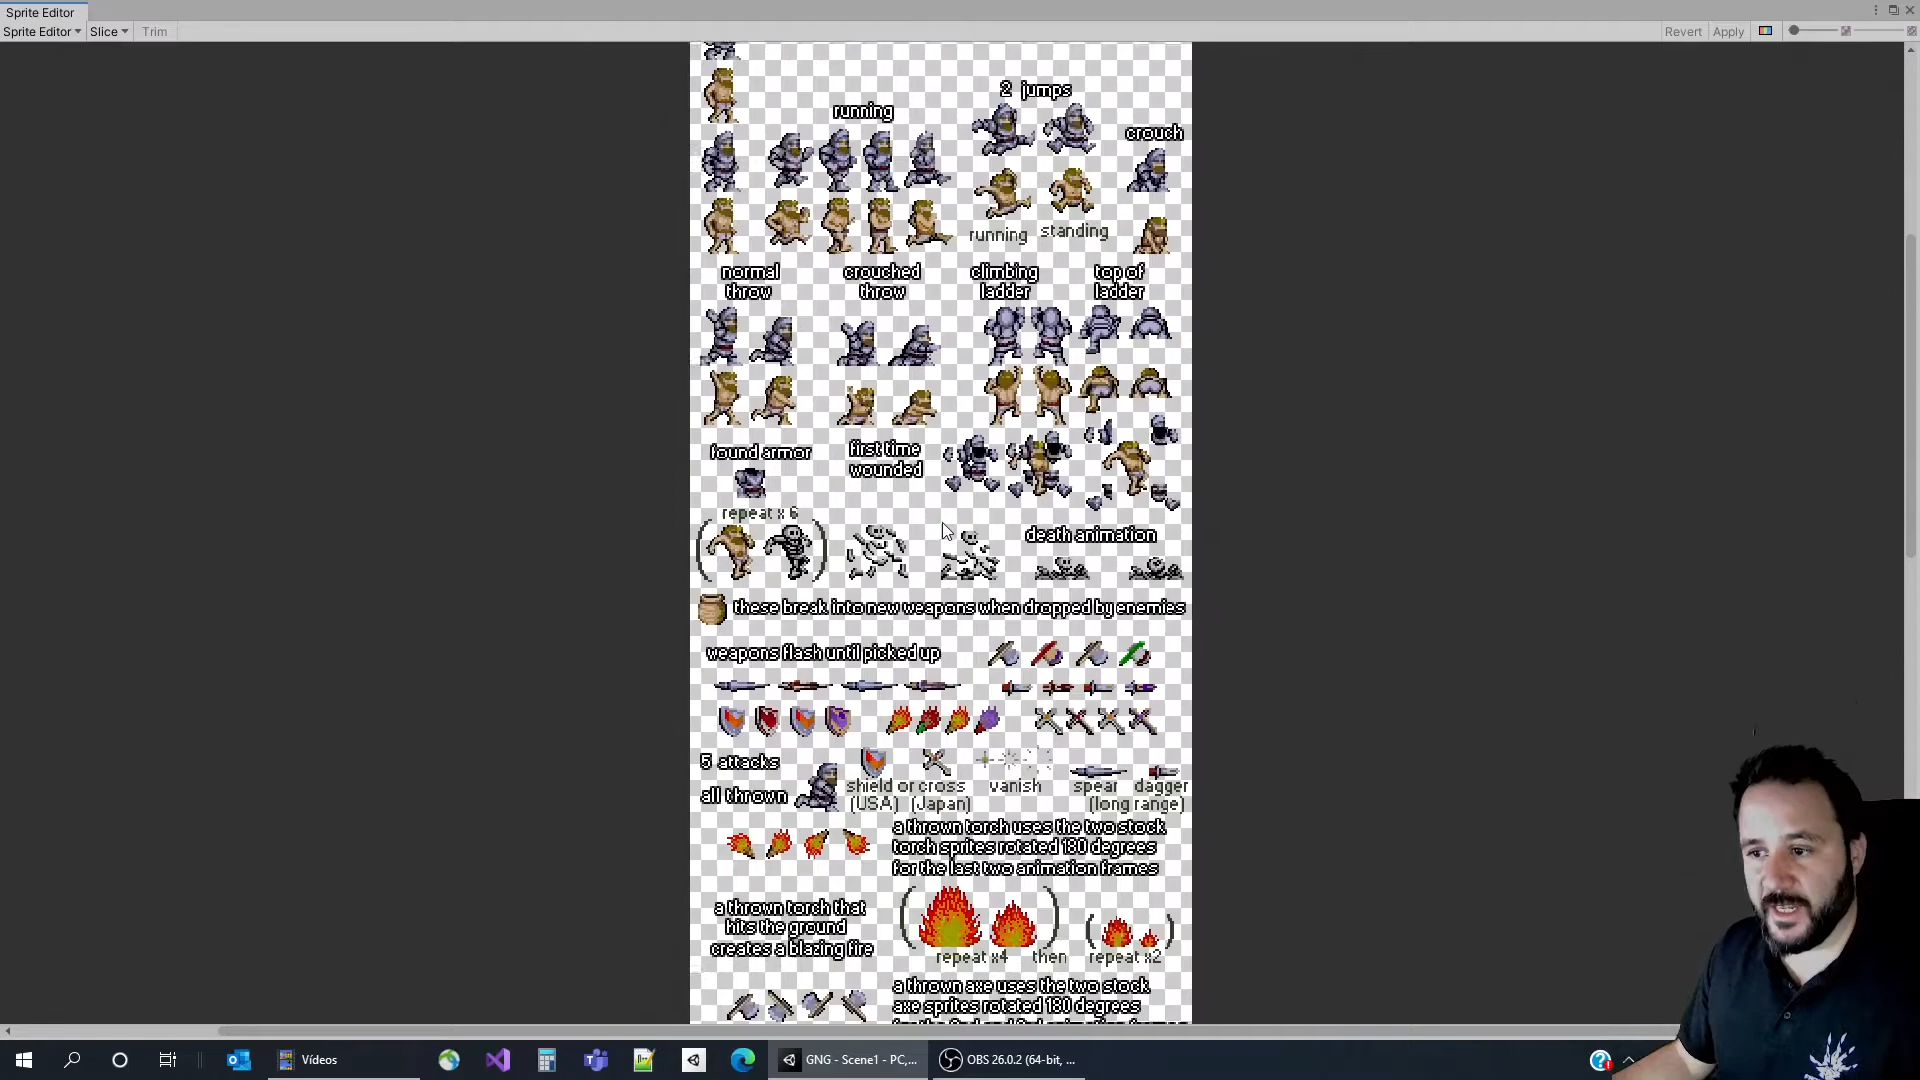 Sprite Editor
Sprite Editor Slice Trim Revert Apply
2 jumps
running
crouch
running standing
normal throw
crouched throw
climbing ladder
top of ladder
found armor
first time wounded
repeat x 6
death animation
these break into new weapons when dropped by enemies
weapons flash until picked up
5 attacks
all thrown
shield or cross
(USA) (Japan)
vanish
spear dagger
(long range)
a thrown torch uses the two stock
torch sprites rotated 180 degrees
for the last two animation frames
a thrown torch that
hits the ground
creates a blazing fire
repeat x4 then repeat x2
a thrown axe uses the two stock
axe sprites rotated 180 degrees
Vídeos
GNG - Scene1 - PC,...
OBS 26.0.2 (64-bit, ...